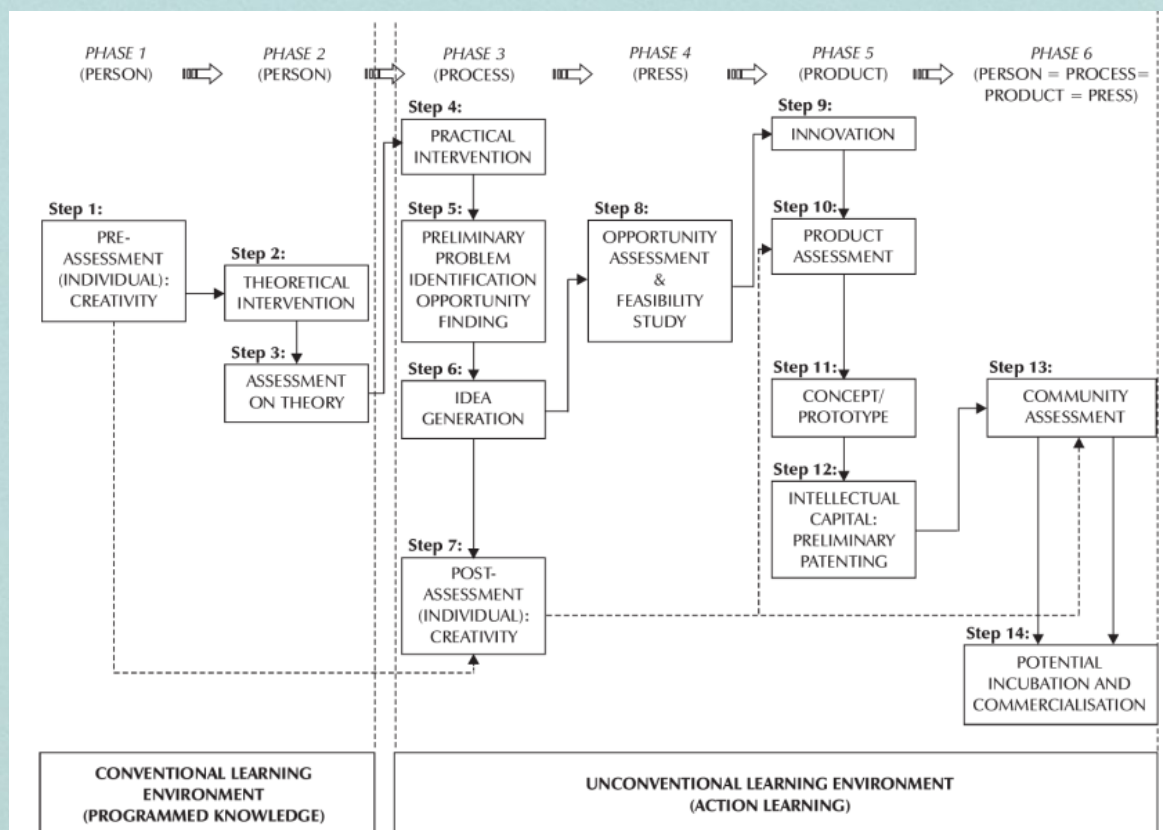 PHASE 1
(PERSON)
PHASE 2
(PERSON)
PHASE 3
(PROCESS)
PHASE 4
(PRESS)
PHASE 5
(PRODUCT)
PHASE 6
(PERSON = PROCESS=
PRODUCT = PRESS)
Step 1:
PRE-
ASSESSMENT
(INDIVIDUAL):
CREATIVITY
Step 2:
THEORETICAL
INTERVENTION
Step 3:
ASSESSMENT
ON THEORY
Step 4:
PRACTICAL
INTERVENTION
Step 5:
PRELIMINARY
PROBLEM
IDENTIFICATION
OPPORTUNITY
FINDING
Step 6:
IDEA
GENERATION
Step 7:
POST-
ASSESSMENT
(INDIVIDUAL):
CREATIVITY
Step 8:
OPPORTUNITY
ASSESSMENT
&
FEASIBILITY
STUDY
Step 9:
INNOVATION
Step 10:
PRODUCT
ASSESSMENT
Step 11:
CONCEPT/
PROTOTYPE
Step 12:
INTELLECTUAL
CAPITAL:
PRELIMINARY
PATENTING
Step 13:
COMMUNITY
ASSESSMENT
Step 14:
POTENTIAL
INCUBATION AND
COMMERCIALISATION
CONVENTIONAL LEARNING
ENVIRONMENT
(PROGRAMMED KNOWLEDGE)
UNCONVENTIONAL LEARNING ENVIRONMENT
(ACTION LEARNING)